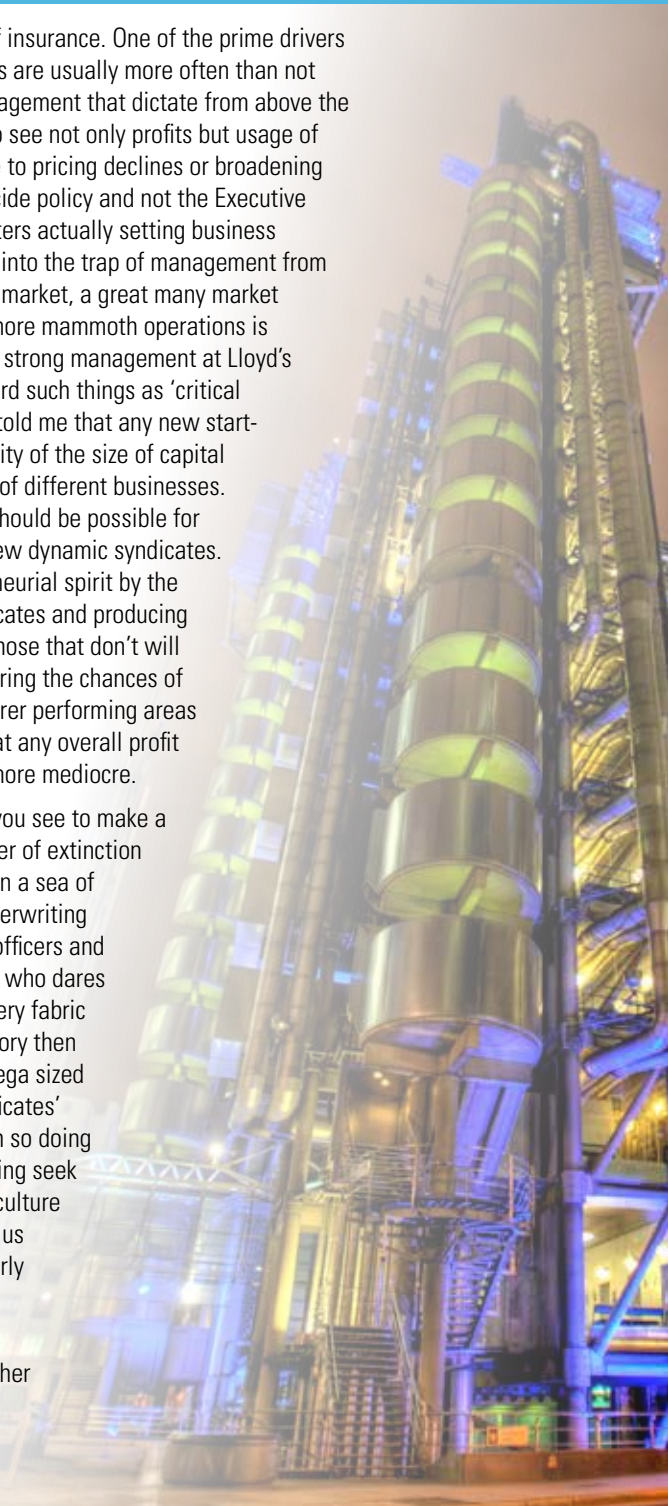 insurance. One of the prime drivers
are usually more often than not
agement that dictate from above the
see not only profits but usage of
to pricing declines or broadening
cide policy and not the Executive
ters actually setting business
into the trap of management from
market, a great many market
more mammoth operations is
strong management at Lloyd’s
rd such things as ‘critical
told me that any new start-
ity of the size of capital
of different businesses.
hould be possible for
ew dynamic syndicates.
neurial spirit by the
cates and producing
hose that don’t will
ring the chances of
rer performing areas
at any overall profit
more mediocre.
you see to make a
er of extinction
n a sea of
erwriting
officers and
who dares
ery fabric
ory then
ega sized
icates’
n so doing
ing seek
culture
us
rly
her